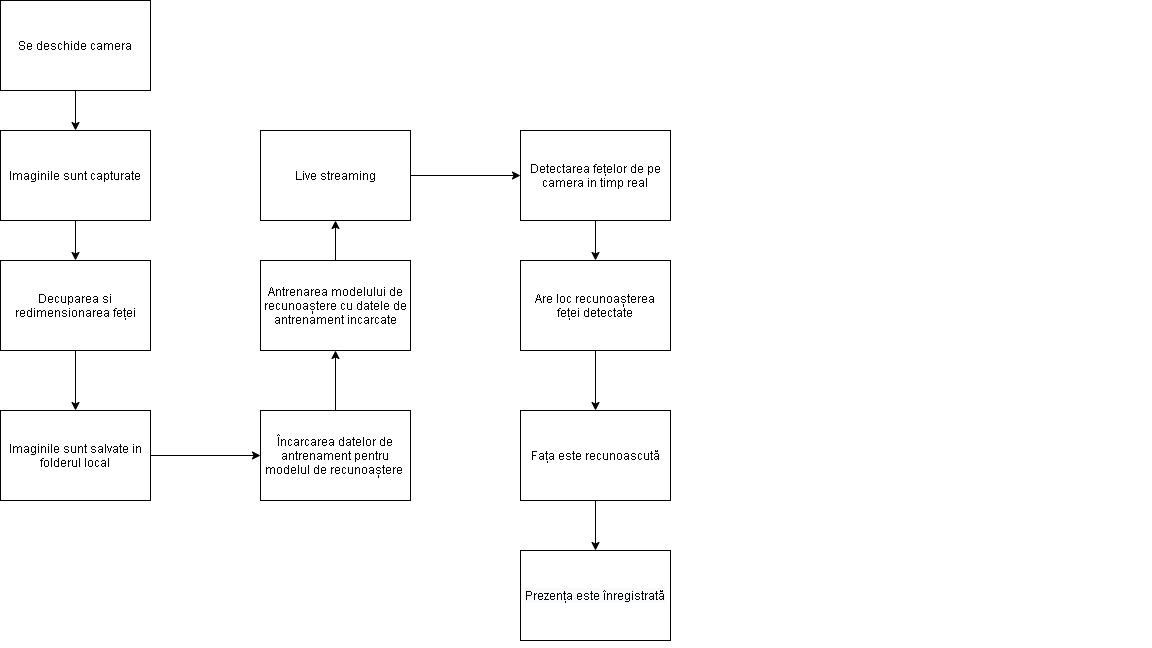 Se deschide camera
Imaginile sunt capturate
Decuparea si
redimensionarea feței
Imaginile sunt salvate in
folderul local
Încarcarea datelor de
antrenament pentru
modelul de recunoaștere
Antrenarea modelului de
recunoaștere cu datele de
antrenament incarcate
Live streaming
Detectarea fețelor de pe
camera in timp real
Are loc recunoașterea
feței detectate
Fața este recunoascută
Prezența este înregistrată